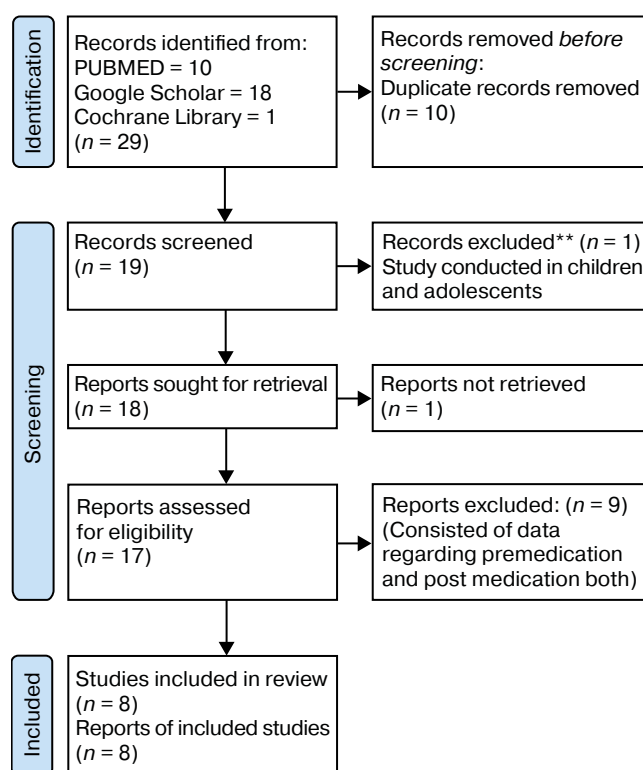 Identification
Records identified from:
PUBMED = 10
Google Scholar = 18
Cochrane Library = 1
(n = 29)
Records removed before
screening:
Duplicate records removed
(n = 10)
Screening
Records screened
(n = 19)
Records excluded** (n = 1)
Study conducted in children
and adolescents
Reports sought for retrieval
(n = 18)
Reports not retrieved
(n = 1)
Reports assessed
for eligibility
(n = 17)
Reports excluded: (n = 9)
(Consisted of data
regarding premedication
and post medication both)
Included
Studies included in review
(n = 8)
Reports of included studies
(n = 8)